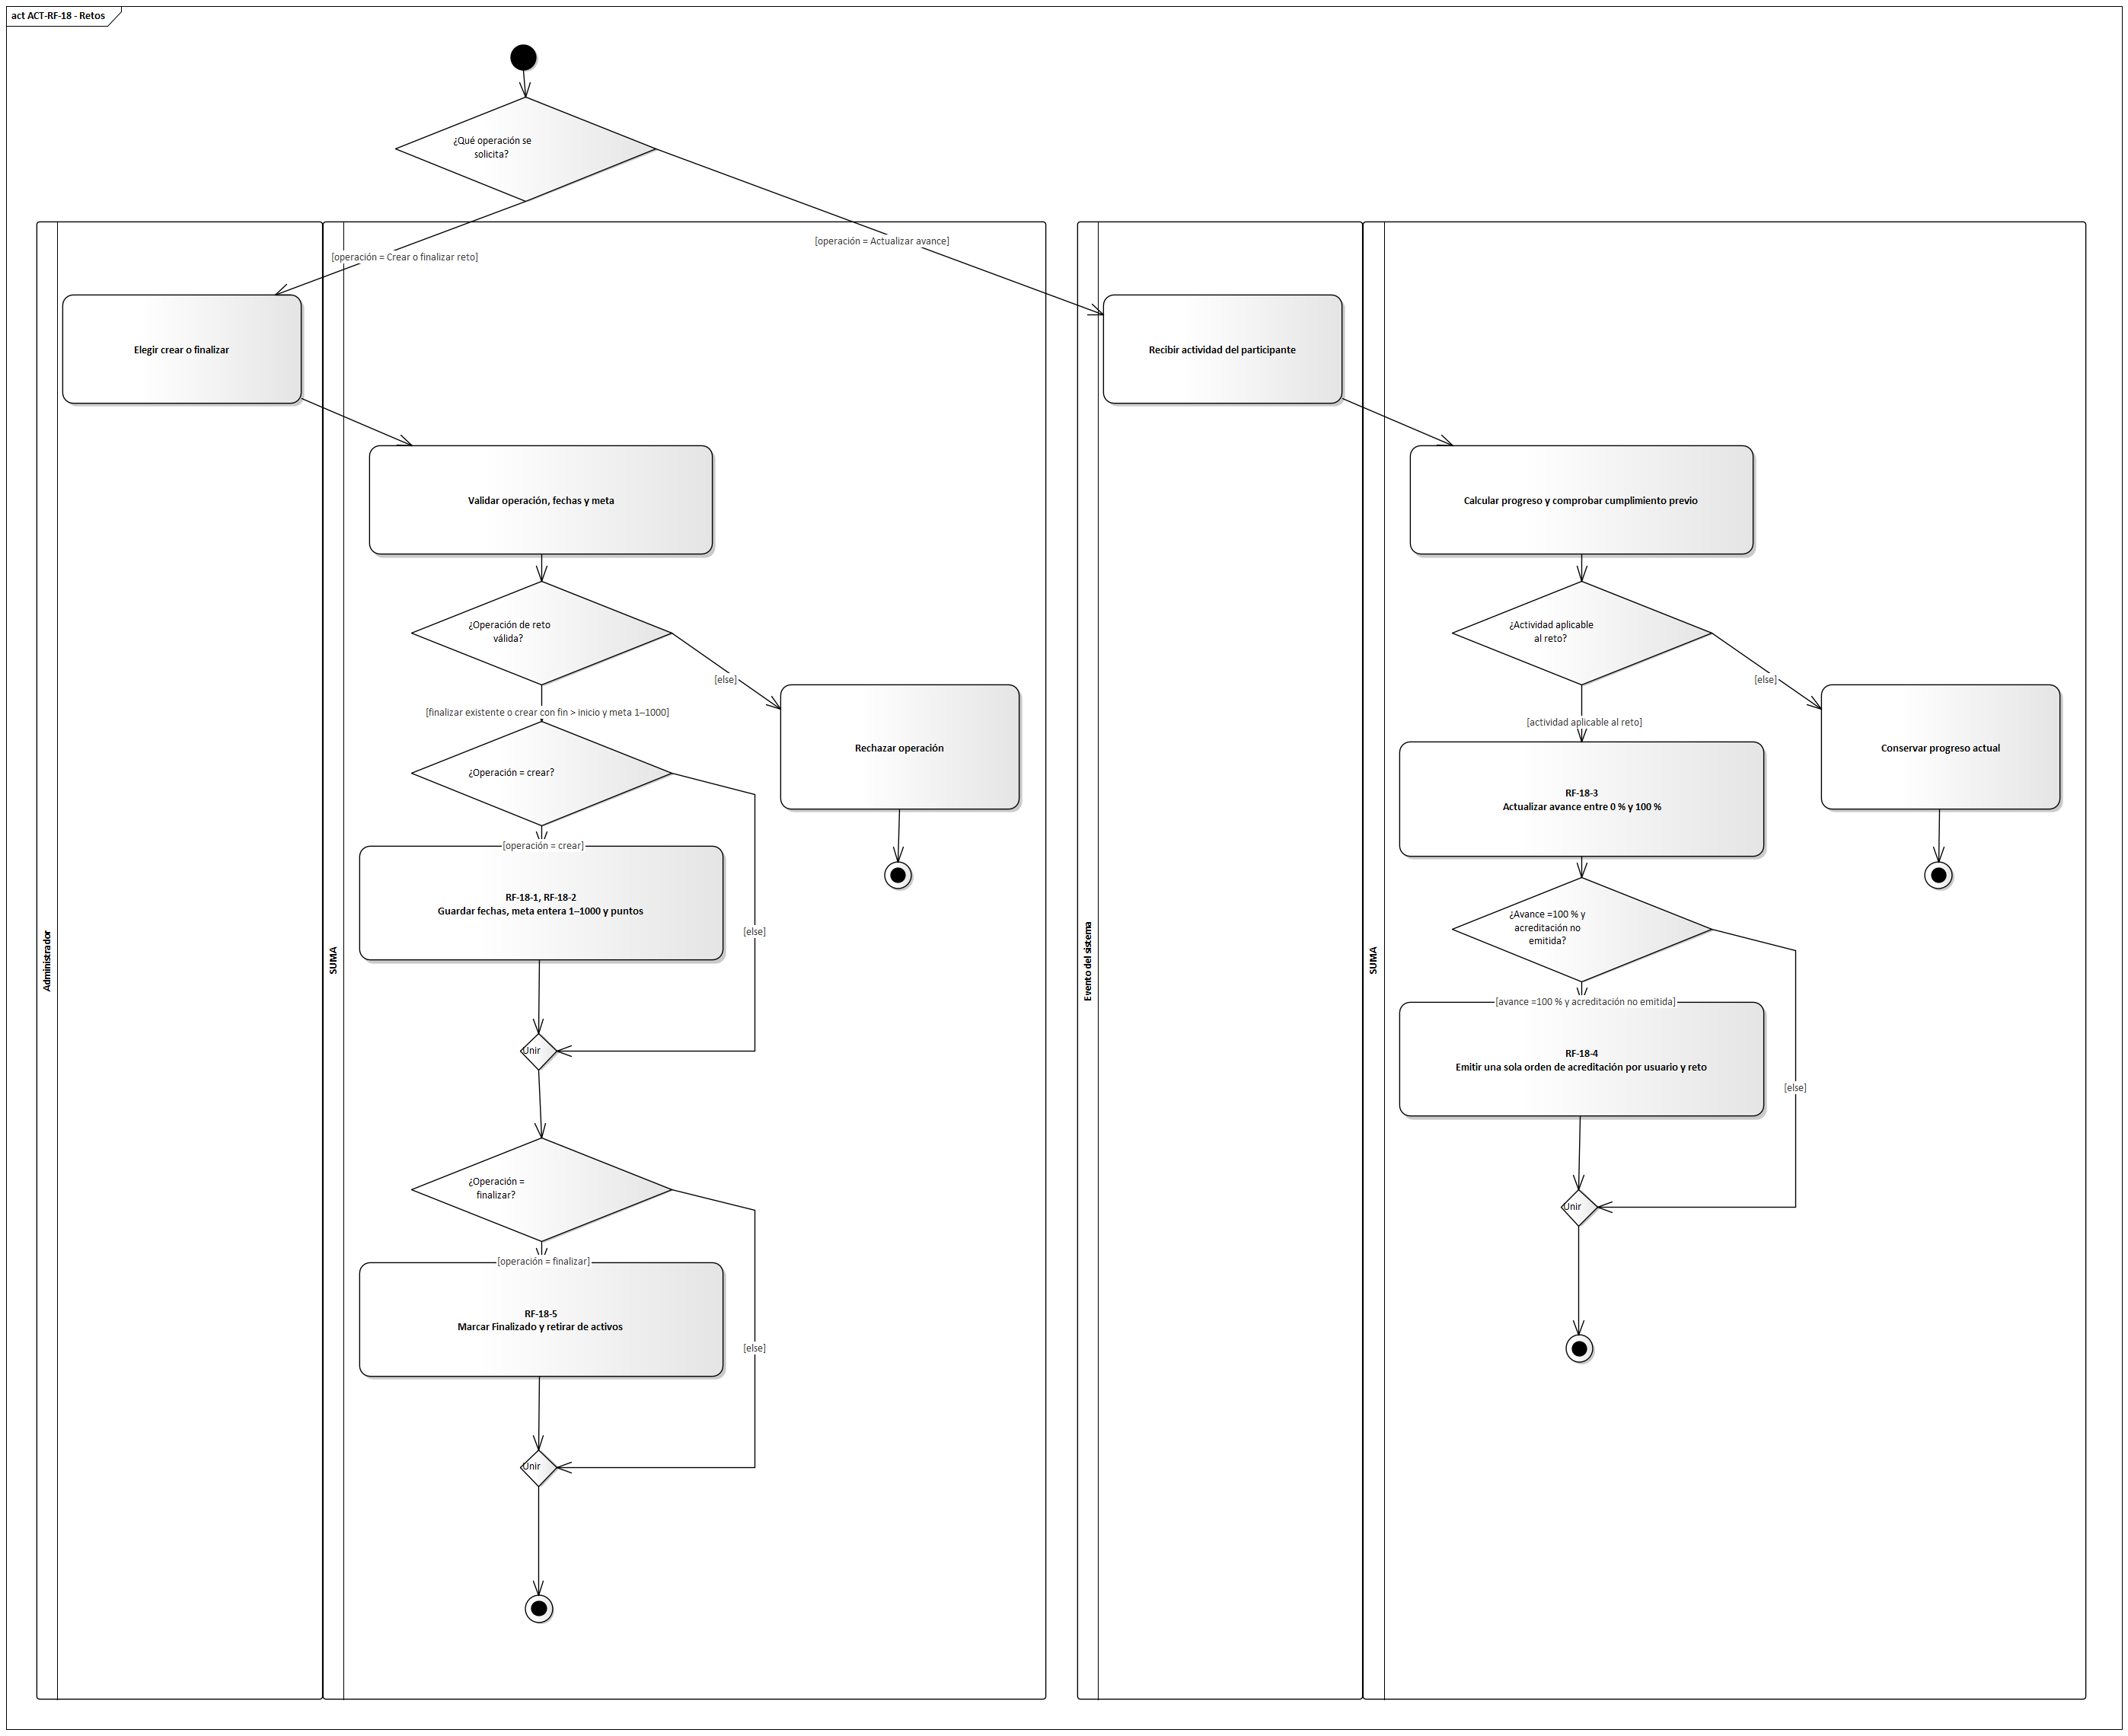 act ACT-RF-18 - Retos
¿Qué operación se
solicita?
[operación = Crear o finalizar reto]
[operación = Actualizar avance]
Administrador
SUMA
Evento del sistema
SUMA
Elegir crear o finalizar
Recibir actividad del participante
Validar operación, fechas y meta
Calcular progreso y comprobar cumplimiento previo
¿Operación de reto
válida?
[else]
[finalizar existente o crear con fin > inicio y meta 1–1000]
Rechazar operación
¿Operación = crear?
[operación = crear]
[else]
RF-18-1, RF-18-2
Guardar fechas, meta entera 1–1000 y puntos
Unir
¿Operación =
finalizar?
[operación = finalizar]
[else]
RF-18-5
Marcar Finalizado y retirar de activos
Unir
¿Actividad aplicable
al reto?
[else]
[actividad aplicable al reto]
Conservar progreso actual
RF-18-3
Actualizar avance entre 0 % y 100 %
¿Avance =100 % y
acreditación no
emitida?
[avance =100 % y acreditación no emitida]
[else]
RF-18-4
Emitir una sola orden de acreditación por usuario y reto
Unir